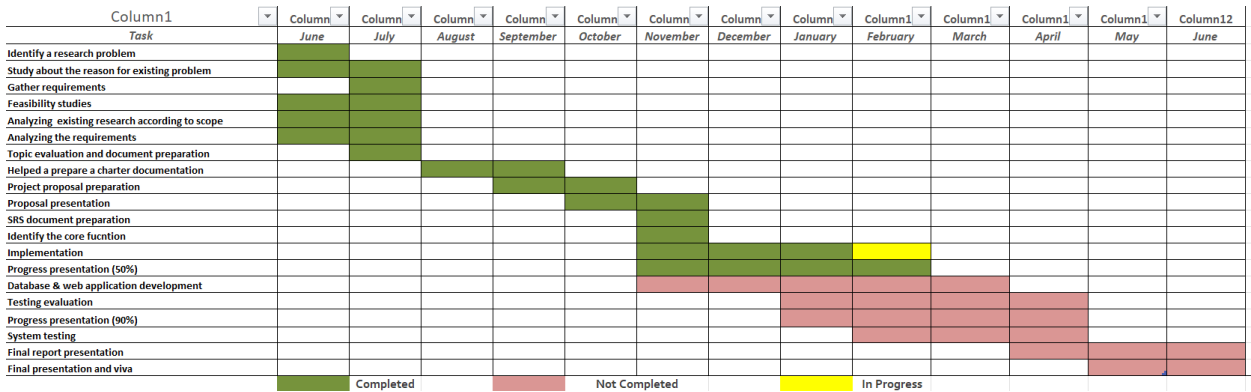 Column1 Column Column Column Column Column Column Column Column Column1 Column1 Column1 Column1 Column12
Task June July August September October November December January February March April May June
Identify a research problem
Study about the reason for existing problem
Gather requirements
Feasibility studies
Analyzing existing research according to scope
Analyzing the requirements
Topic evaluation and document preparation
Helped a prepare a charter documentation
Project proposal preparation
Proposal presentation
SRS document preparation
Identify the core fucntion
Implementation
Progress presentation (50%)
Database & web application development
Testing evaluation
Progress presentation (90%)
System testing
Final report presentation
Final presentation and viva
Completed Not Completed In Progress